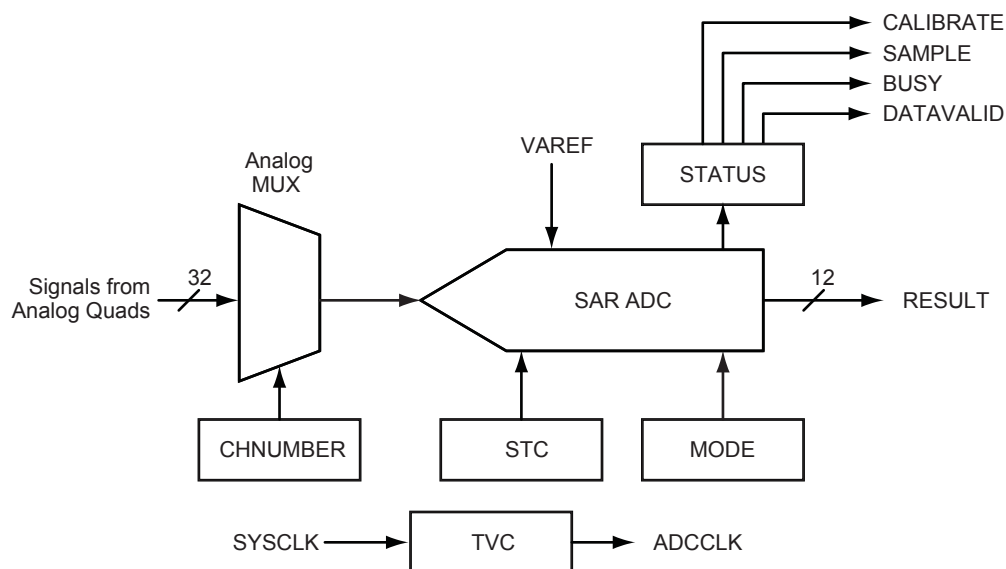 CALIBRATE
SAMPLE
BUSY
DATAVALID
STATUS
VAREF
Analog
MUX
Signals from
Analog Quads
32
SAR ADC
12
RESULT
CHNUMBER
STC
MODE
SYSCLK
TVC
ADCCLK